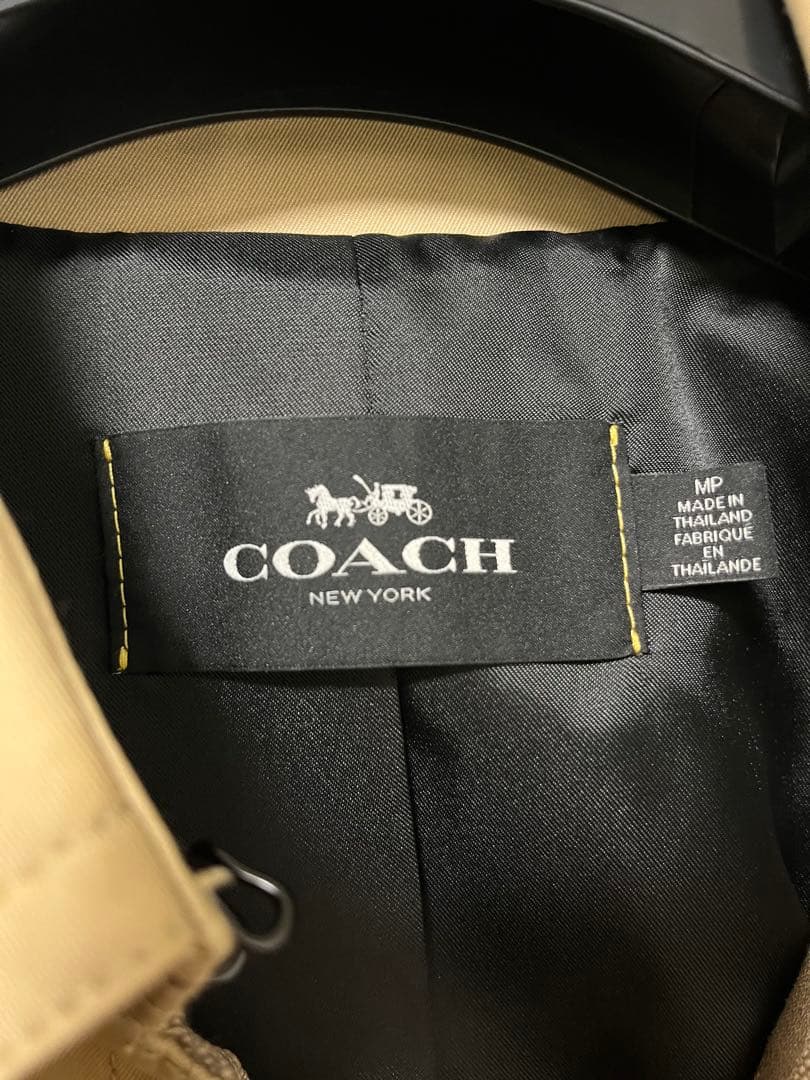 COACH
NEW YORK
MP
MADE IN
THAILAND
FABRIQUÉ
EN
THAÏLANDE